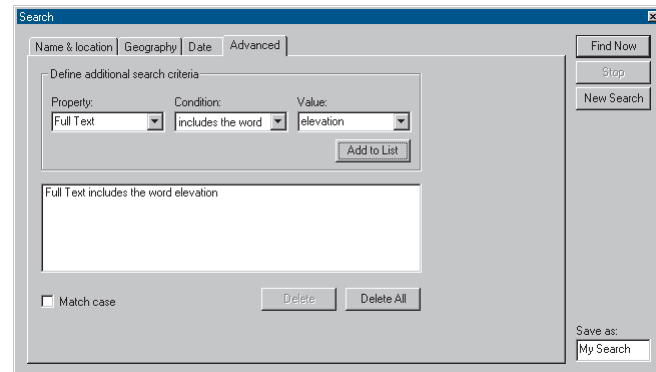 Search
Name & location Geography Date Advanced
Find Now
Define additional search criteria
Stop
Property: Condition: Value:
New Search
Full Text includes the word elevation
Add to List
Full Text includes the word elevation
Match case Delete Delete All
Save as:
My Search